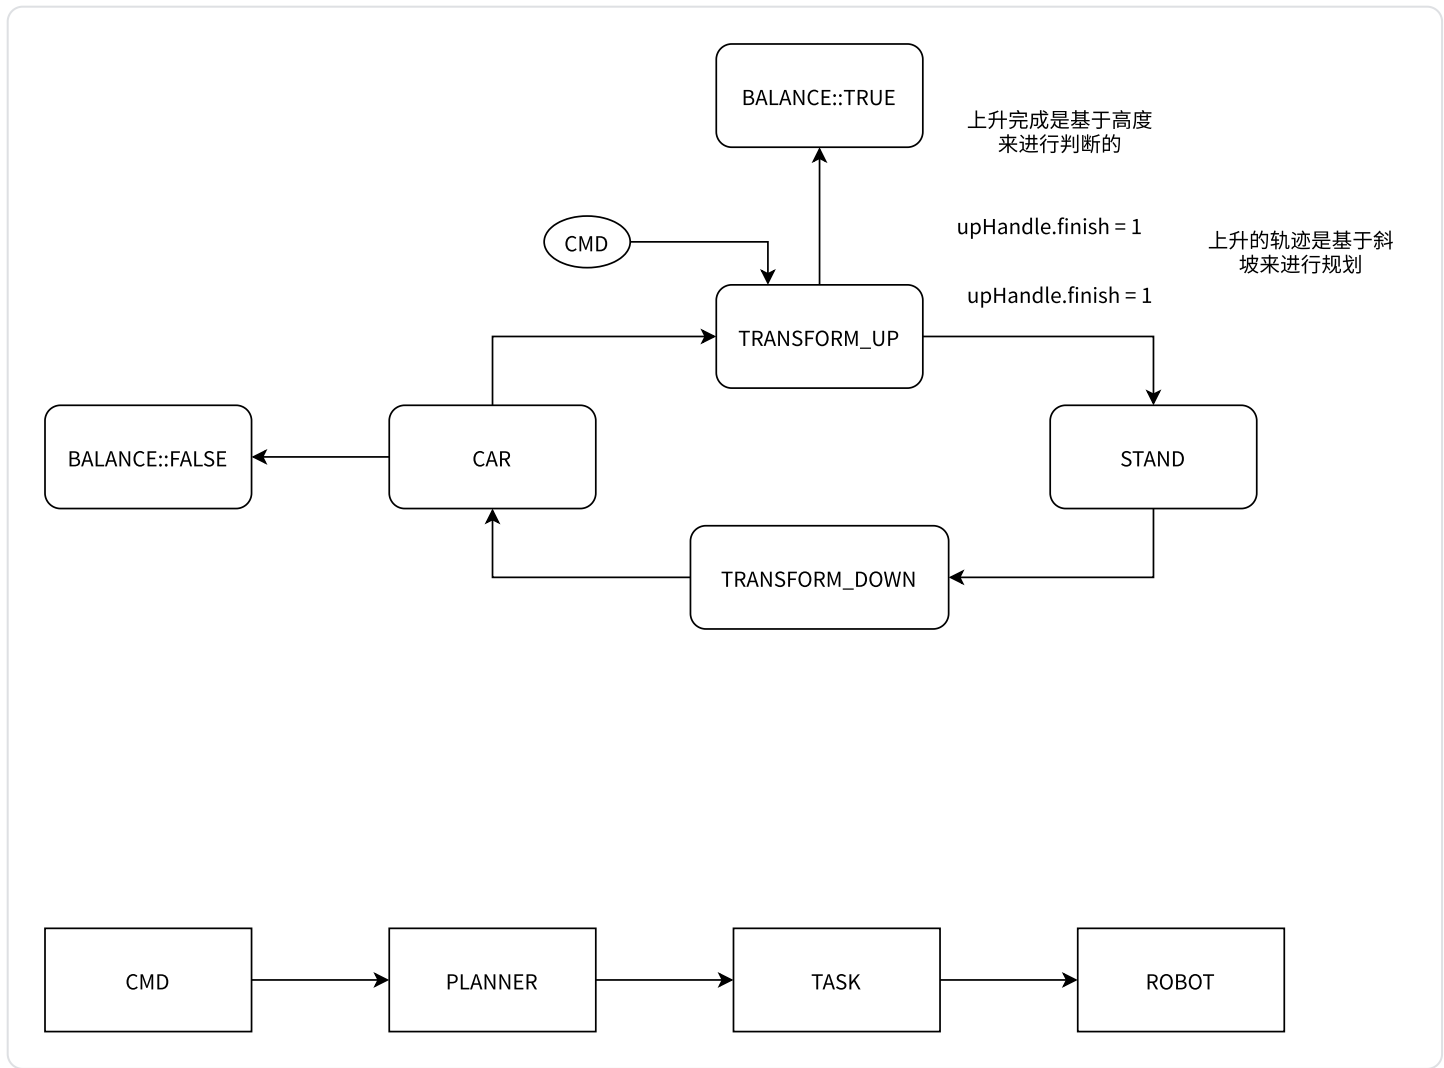 BALANCE::TRUE
上升完成是基于高度
来进行判断的
CMD
upHandle.finish = 1
上升的轨迹是基于斜
坡来进行规划
upHandle.finish = 1
TRANSFORM_UP
BALANCE::FALSE
CAR
STAND
TRANSFORM_DOWN
CMD
PLANNER
TASK
ROBOT